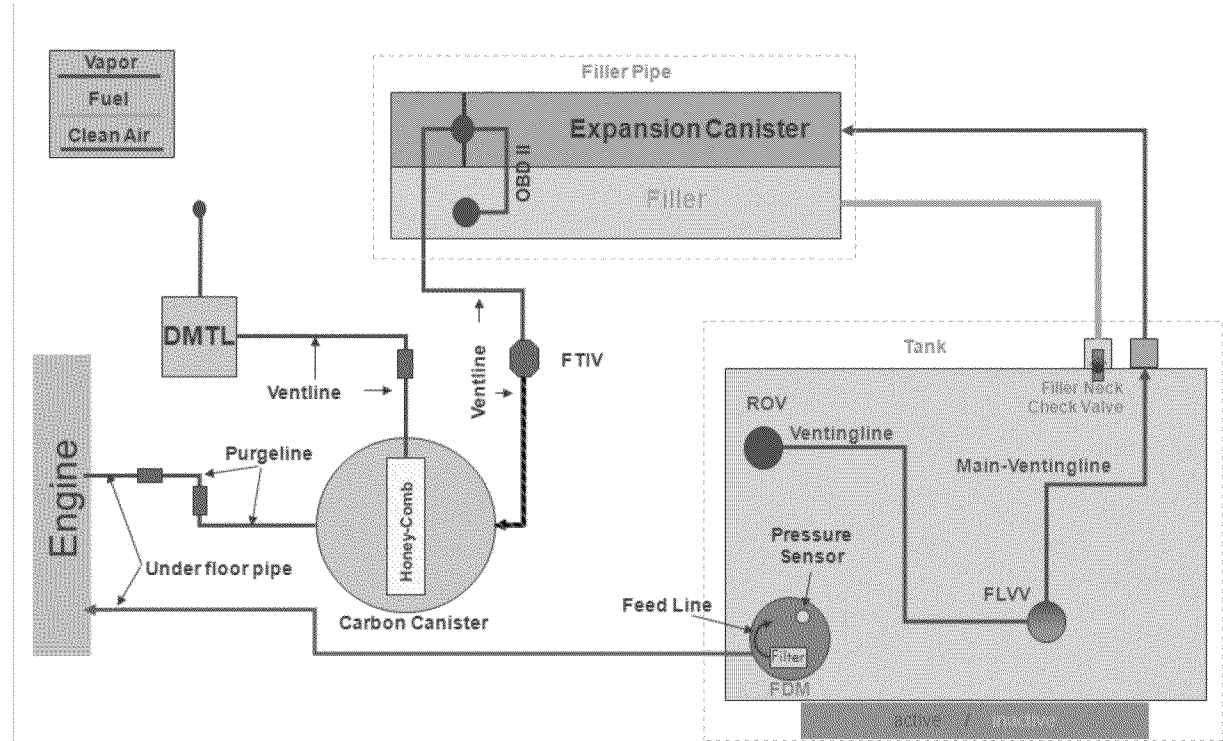 Vapor
Fuel
Clean Air
Filler Pipe
Expansion Canister
OBD II
Filler
DMTL
Ventline
Ventline
FTIV
Tank
Filler Neck
Check Valve
ROV
Ventingline
Main-Ventingline
Engine
Purgeline
Honey-Comb
Pressure
Sensor
Under floor pipe
Feed Line
FLVV
Carbon Canister
Filter
FDM
active / inactive